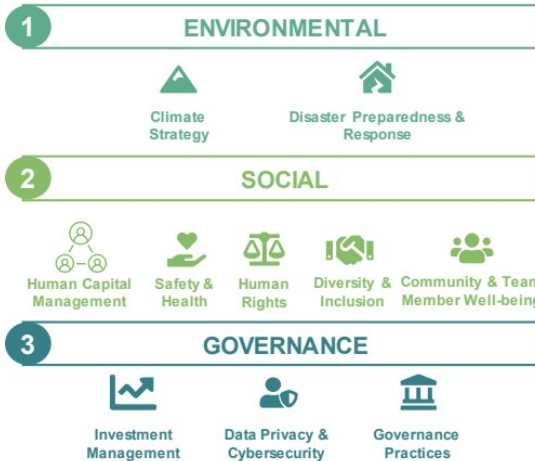 1
ENVIRONMENTAL
Climate
Strategy
Disaster Preparedness &
Response
2
SOCIAL
Human Capital
Management
Safety &
Health
Human
Rights
Diversity &
Inclusion
Community & Team
Member Well-being
3
GOVERNANCE
Investment
Management
Data Privacy &
Cybersecurity
Governance
Practices